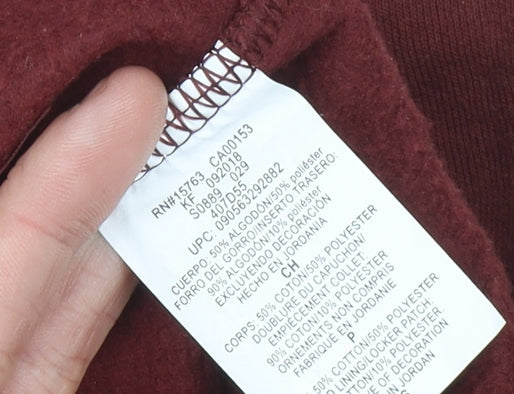 RN#15763 CA00153
KF 092018
S0889 029
407D55
UPC: 090563292882
CUERPO: 50% ALGODÓN/50% poliéster
FORRO DEL GORRO/INSERTO TRASERO:
90% ALGODÓN/10% poliéster
EXCLUYENDO DECORACIÓN
HECHO EN JORDANIA
CH
CORPS: 50% COTON/50% POLYESTER
DOUBLURE DU CAPUCHON/
EMPIÈCEMENT COLLET:
90% COTON/10% POLYESTER
ORNEMENTS NON COMPRIS
FABRIQUÉ EN JORDANIE
P
50% COTTON/50% POLYESTER
LINING/LOCKER PATCH:
COTTON/10% POLYESTER
OF DECORATION
IN JORDAN